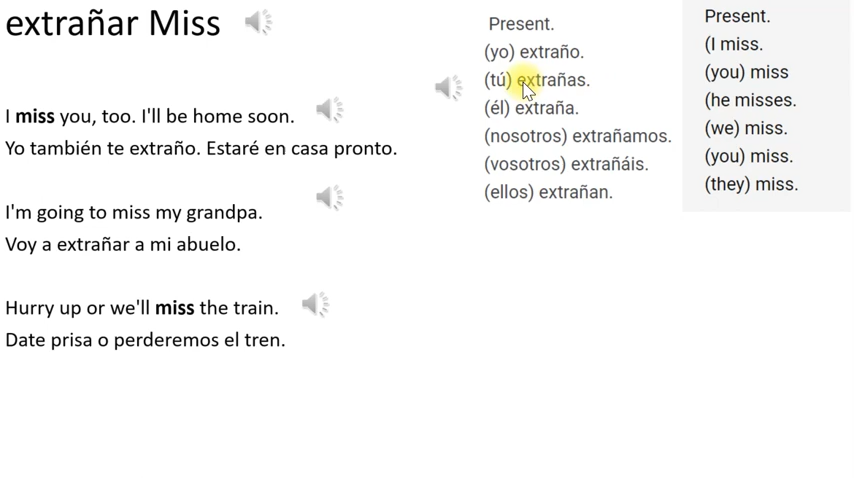 extrañar Miss
I miss you, too. I'll be home soon.
Yo también te extraño. Estaré en casa pronto.
I'm going to miss my grandpa.
Voy a extrañar a mi abuelo.
Hurry up or we'll miss the train.
Date prisa o perderemos el tren.
Present.
(yo) extraño.
(tú) extrañas.
(él) extraña.
(nosotros) extrañamos.
(vosotros) extrañáis.
(ellos) extrañan.
Present.
(I miss.
(you) miss
(he misses.
(we) miss.
(you) miss.
(they) miss.